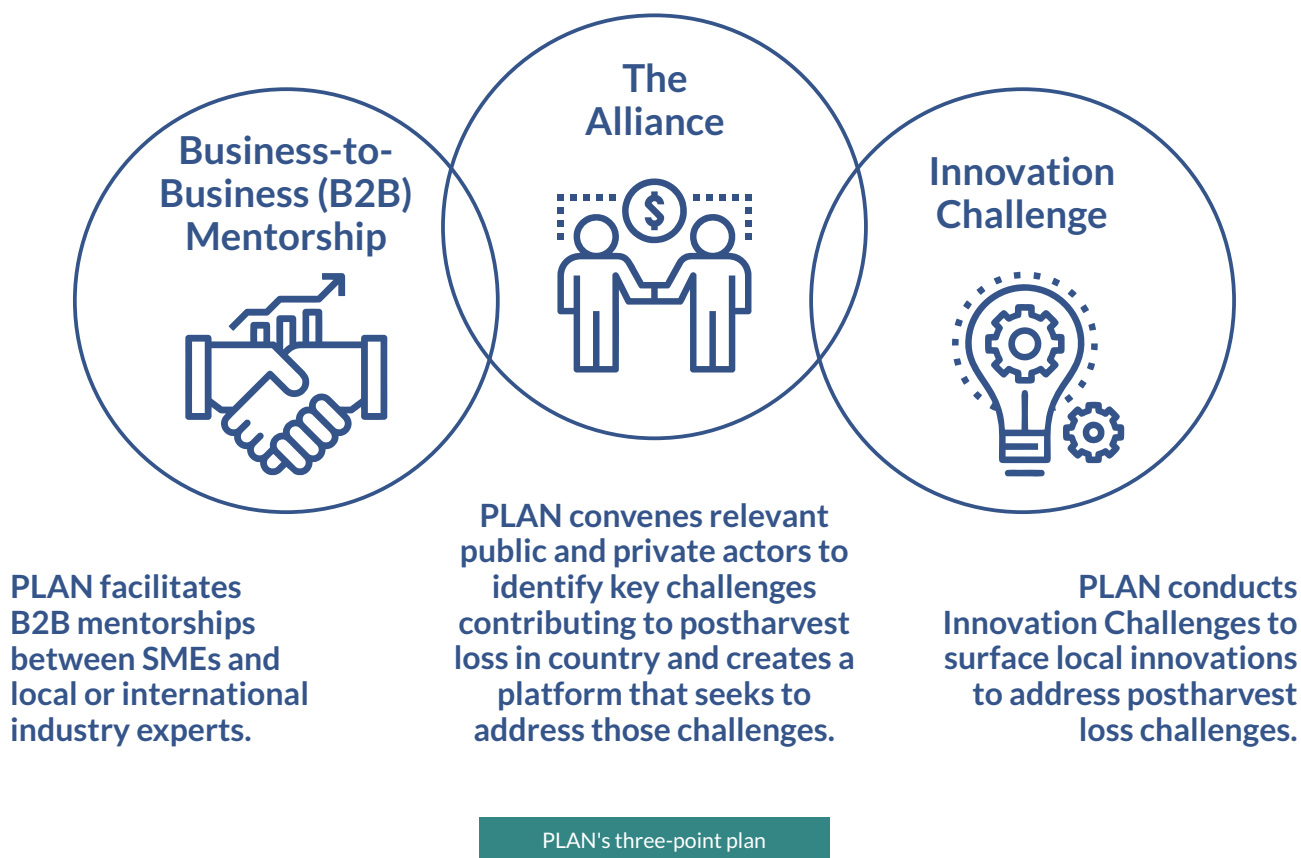 The
Alliance
Business-to-
Business (B2B)
Mentorship
Innovation
Challenge
$
PLAN facilitates
B2B mentorships
between SMEs and
local or international
industry experts.
PLAN convenes relevant
public and private actors to
identify key challenges
contributing to postharvest
loss in country and creates a
platform that seeks to
address those challenges.
PLAN conducts
Innovation Challenges to
surface local innovations
to address postharvest
loss challenges.
PLAN's three-point plan